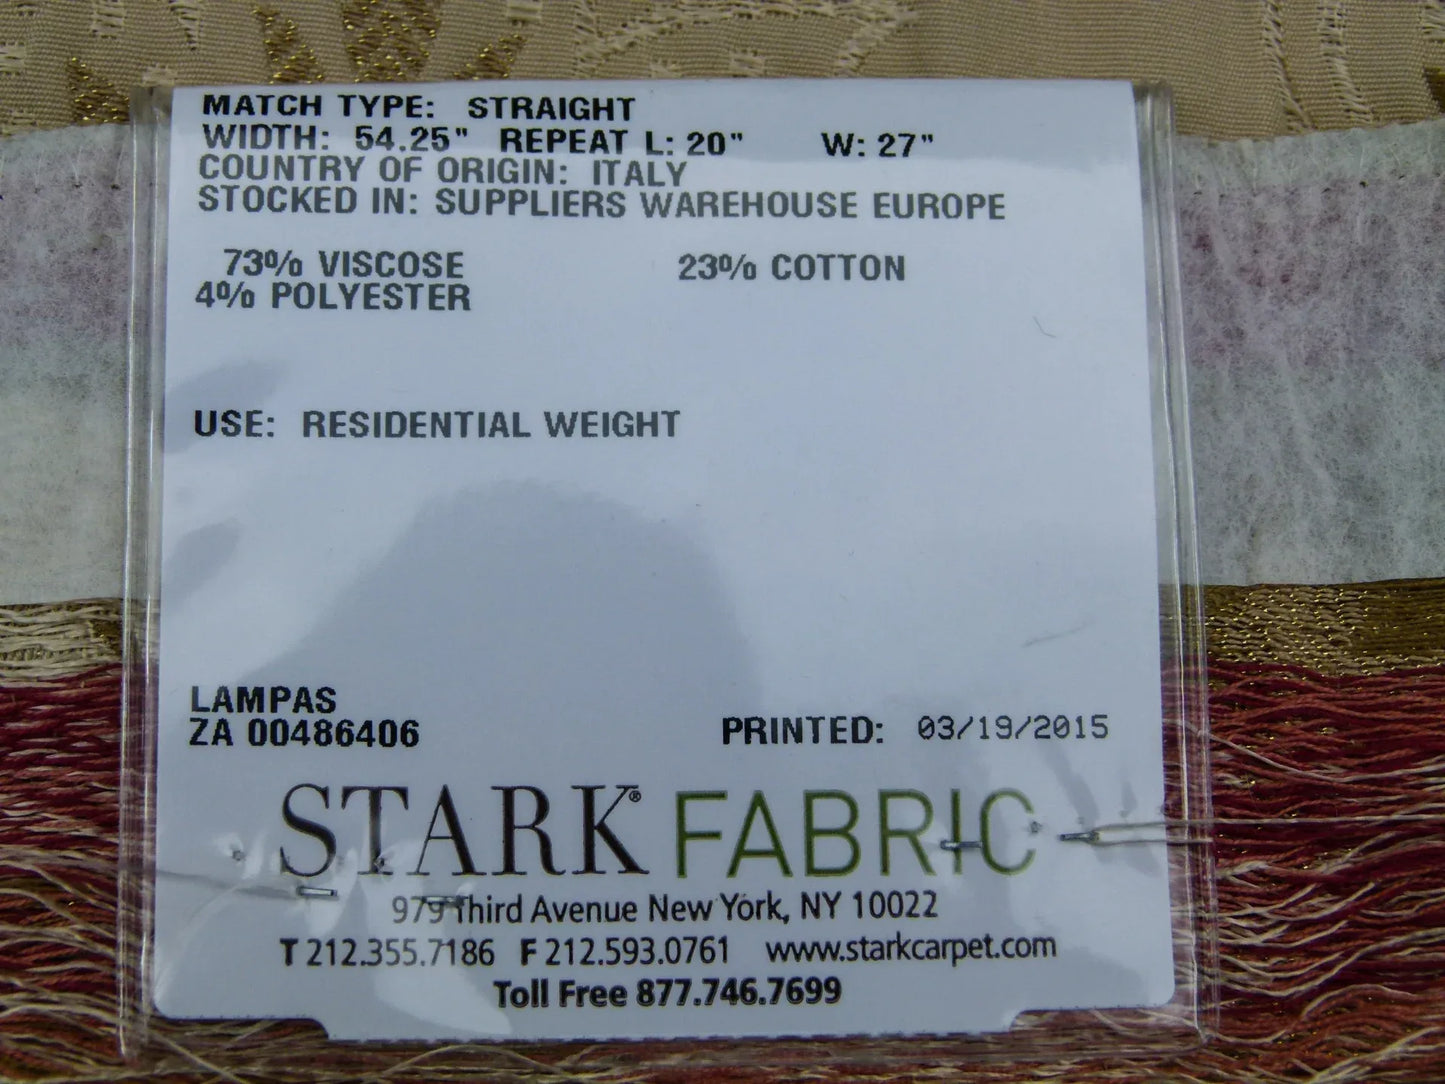 MATCH TYPE: STRAIGHT
WIDTH: 54.25" REPEAT L: 20" W: 27"
COUNTRY OF ORIGIN: ITALY
STOCKED IN: SUPPLIERS WAREHOUSE EUROPE
73% VISCOSE 23% COTTON
4% POLYESTER
USE: RESIDENTIAL WEIGHT
LAMPAS
ZA 00486406 PRINTED: 03/19/2015
STARK® FABRIC
979 Third Avenue New York, NY 10022
T 212.355.7186 F 212.593.0761 www.starkcarpet.com
Toll Free 877.746.7699